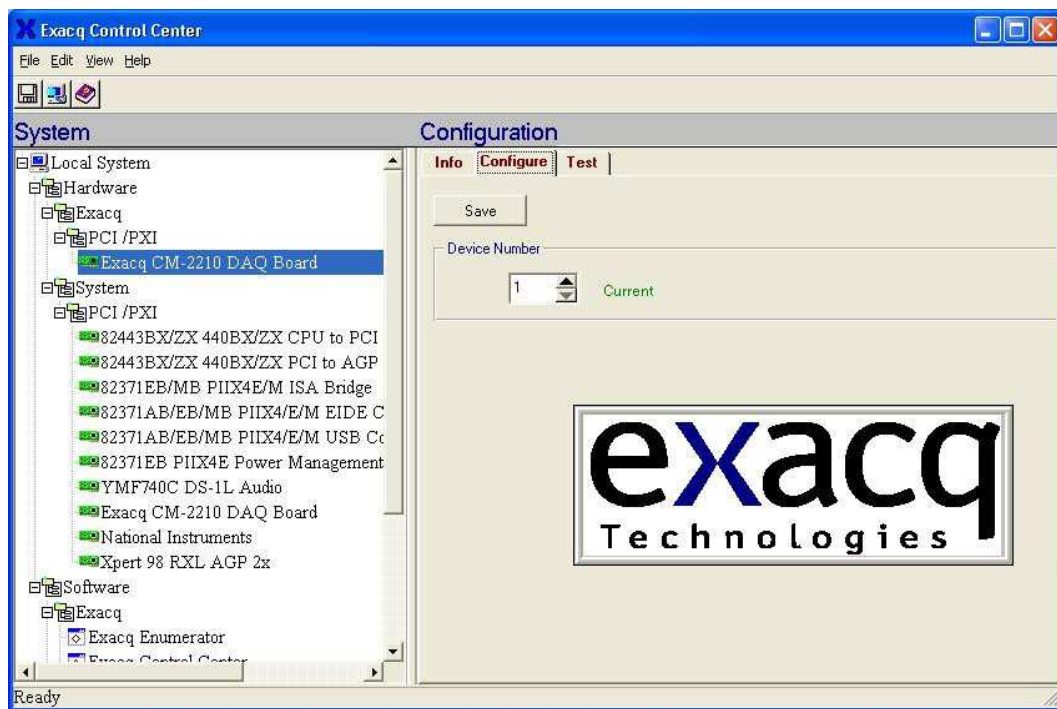 Exacq Control Center
File Edit View Help
System
Configuration
Local System
Hardware
Exacq
PCI /PXI
Exacq CM-2210 DAQ Board
System
PCI /PXI
82443BX/ZX 440BX/ZX CPU to PCI
82443BX/ZX 440BX/ZX PCI to AGP
82371EB/MB PIIX4E/M ISA Bridge
82371AB/EB/MB PIIX4/E/M EIDE C
82371AB/EB/MB PIIX4/E/M USB Cc
82371EB PIIX4E Power Management
YMF740C DS-1L Audio
Exacq CM-2210 DAQ Board
National Instruments
Xpert 98 RXL AGP 2x
Software
Exacq
Exacq Enumerator
Exacq Control Center
Info Configure Test
Save
Device Number
1 Current
exacq
Technologies
Ready